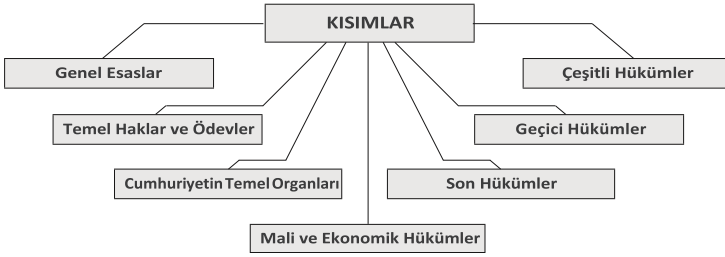 KISIMLAR
Genel Esaslar
Çeşitli Hükümler
Temel Haklar ve Ödevler
Geçici Hükümler
Cumhuriyetin Temel Organları
Son Hükümler
Mali ve Ekonomik Hükümler